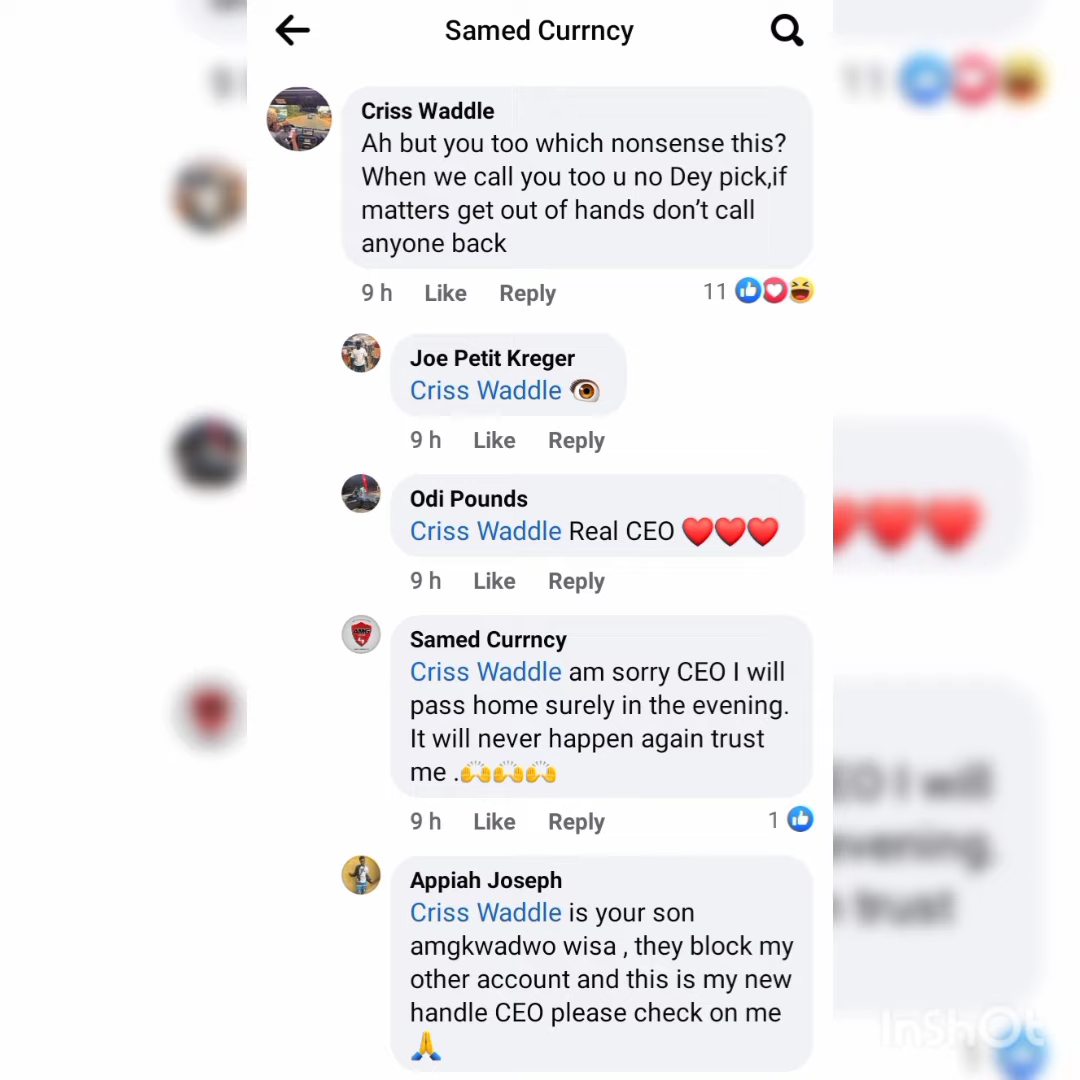 Samed Currncy
Criss Waddle
Ah but you too which nonsense this?
When we call you too u no Dey pick,if
matters get out of hands don’t call
anyone back
9 h Like Reply 11
Joe Petit Kreger
Criss Waddle 👁️
9 h Like Reply
Odi Pounds
Criss Waddle Real CEO ❤️❤️❤️
9 h Like Reply
AMG
Samed Currncy
Criss Waddle am sorry CEO I will
pass home surely in the evening.
It will never happen again trust
me .🙌🙌🙌
9 h Like Reply 1
Appiah Joseph
Criss Waddle is your son
amgkwadwo wisa , they block my
other account and this is my new
handle CEO please check on me
🙏
InShOt